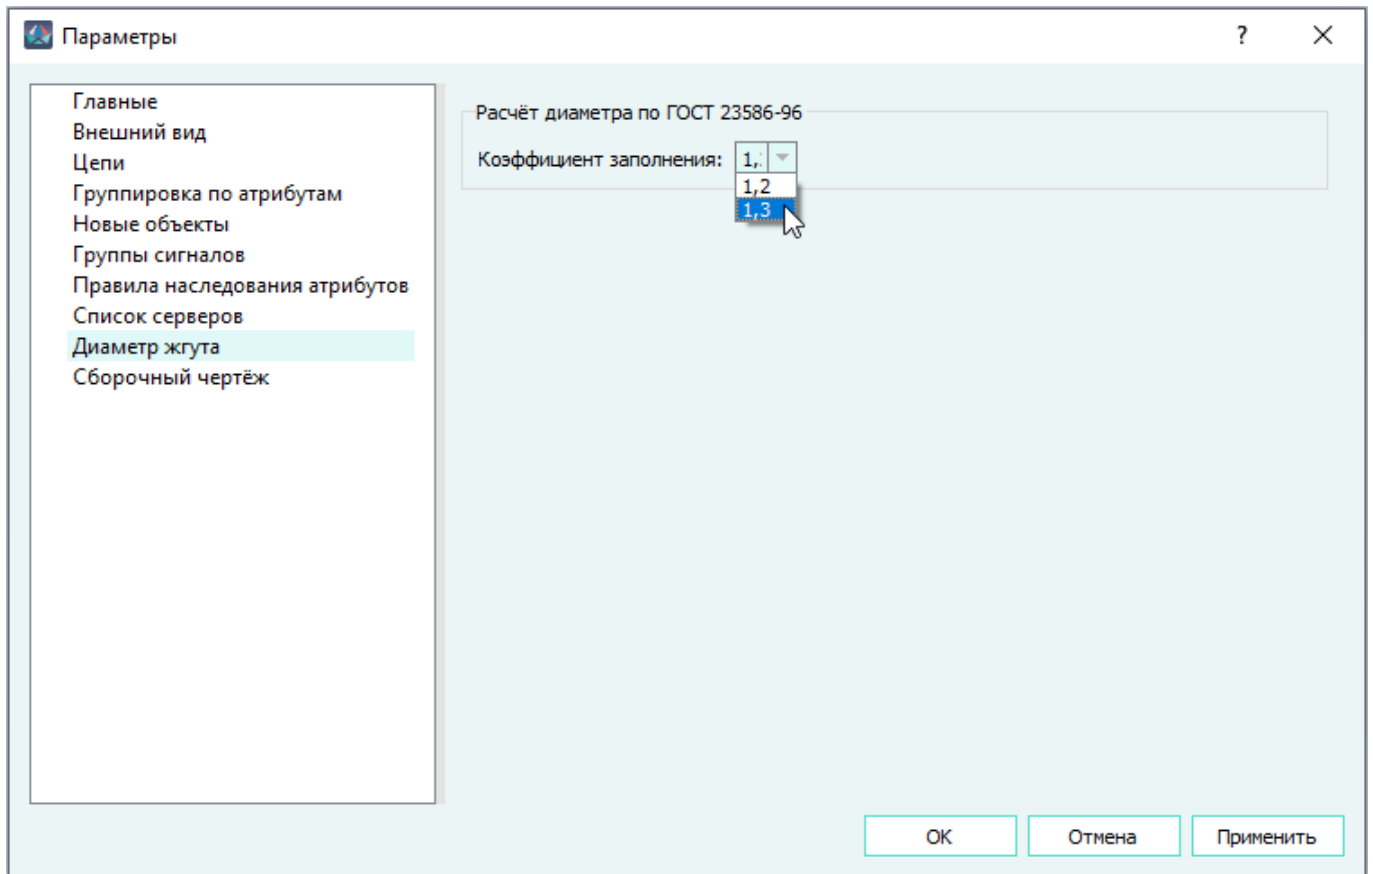 Параметры
?
Главные
Внешний вид
Цепи
Группировка по атрибутам
Новые объекты
Группы сигналов
Правила наследования атрибутов
Список серверов
Диаметр жгута
Сборочный чертёж
Расчёт диаметра по ГОСТ 23586-96
Коэффициент заполнения:
1,2
1,3
ОК
Отмена
Применить